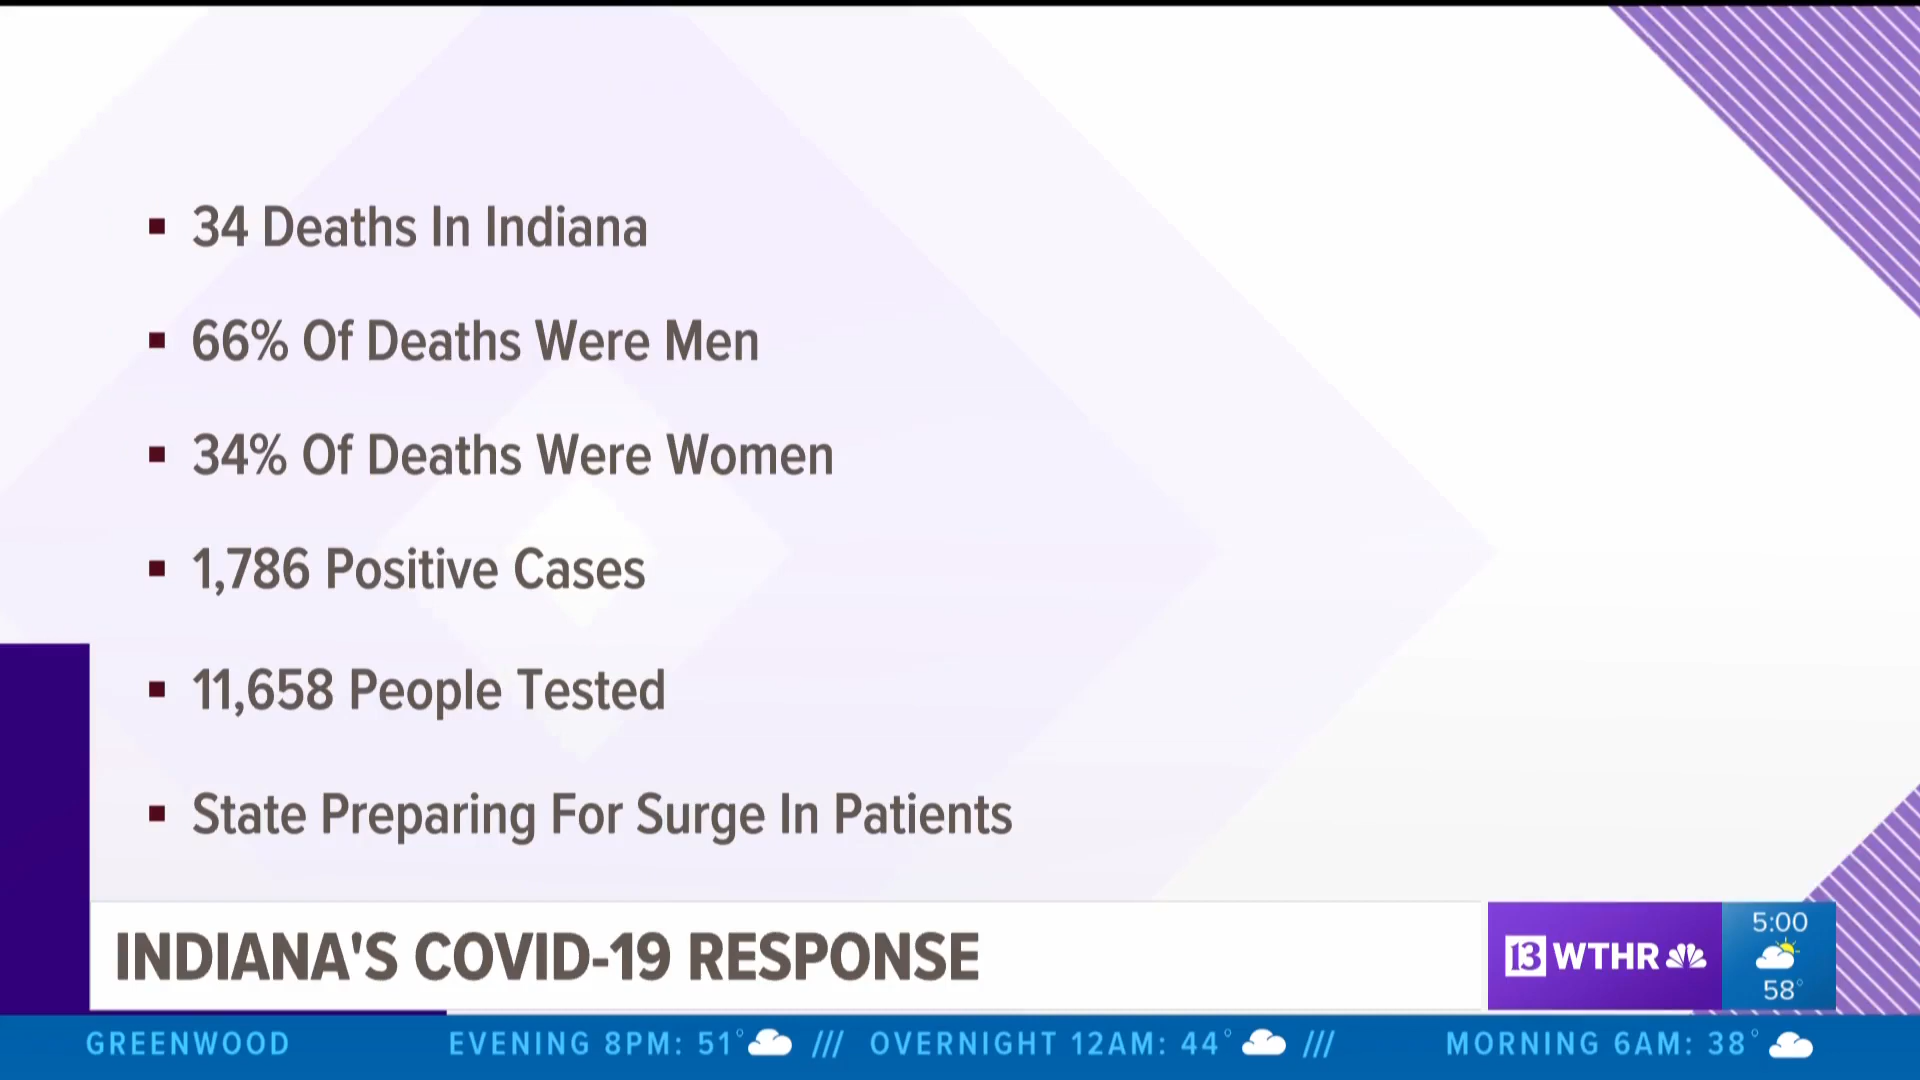 ▪ 34 Deaths In Indiana
▪ 66% Of Deaths Were Men
▪ 34% Of Deaths Were Women
▪ 1,786 Positive Cases
▪ 11,658 People Tested
▪ State Preparing For Surge In Patients
INDIANA'S COVID-19 RESPONSE
13 WTHR
5:00
58°
GREENWOOD EVENING 8PM: 51° /// OVERNIGHT 12AM: 44° /// MORNING 6AM: 38°